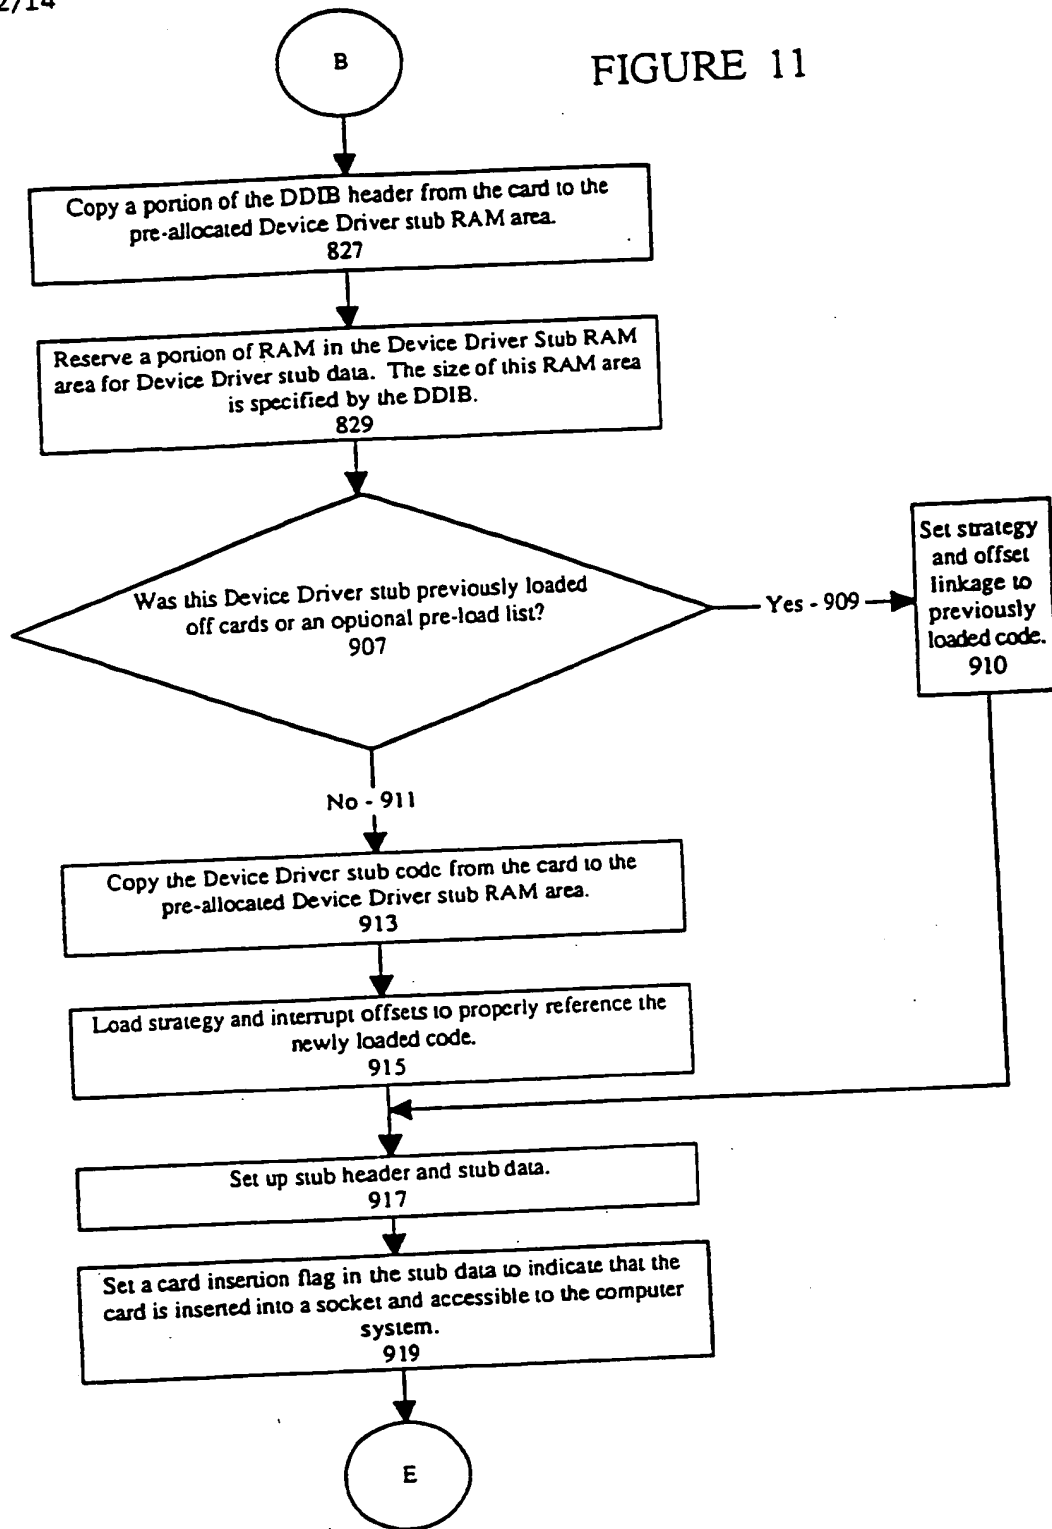 2/14
B
FIGURE 11
Copy a portion of the DDIB header from the card to the
pre-allocated Device Driver stub RAM area.
827
Reserve a portion of RAM in the Device Driver Stub RAM
area for Device Driver stub data. The size of this RAM area
is specified by the DDIB.
829
Was this Device Driver stub previously loaded
off cards or an optional pre-load list?
907
Yes - 909
Set strategy
and offset
linkage to
previously
loaded code.
910
No - 911
Copy the Device Driver stub code from the card to the
pre-allocated Device Driver stub RAM area.
913
Load strategy and interrupt offsets to properly reference the
newly loaded code.
915
Set up stub header and stub data.
917
Set a card insertion flag in the stub data to indicate that the
card is inserted into a socket and accessible to the computer
system.
919
E